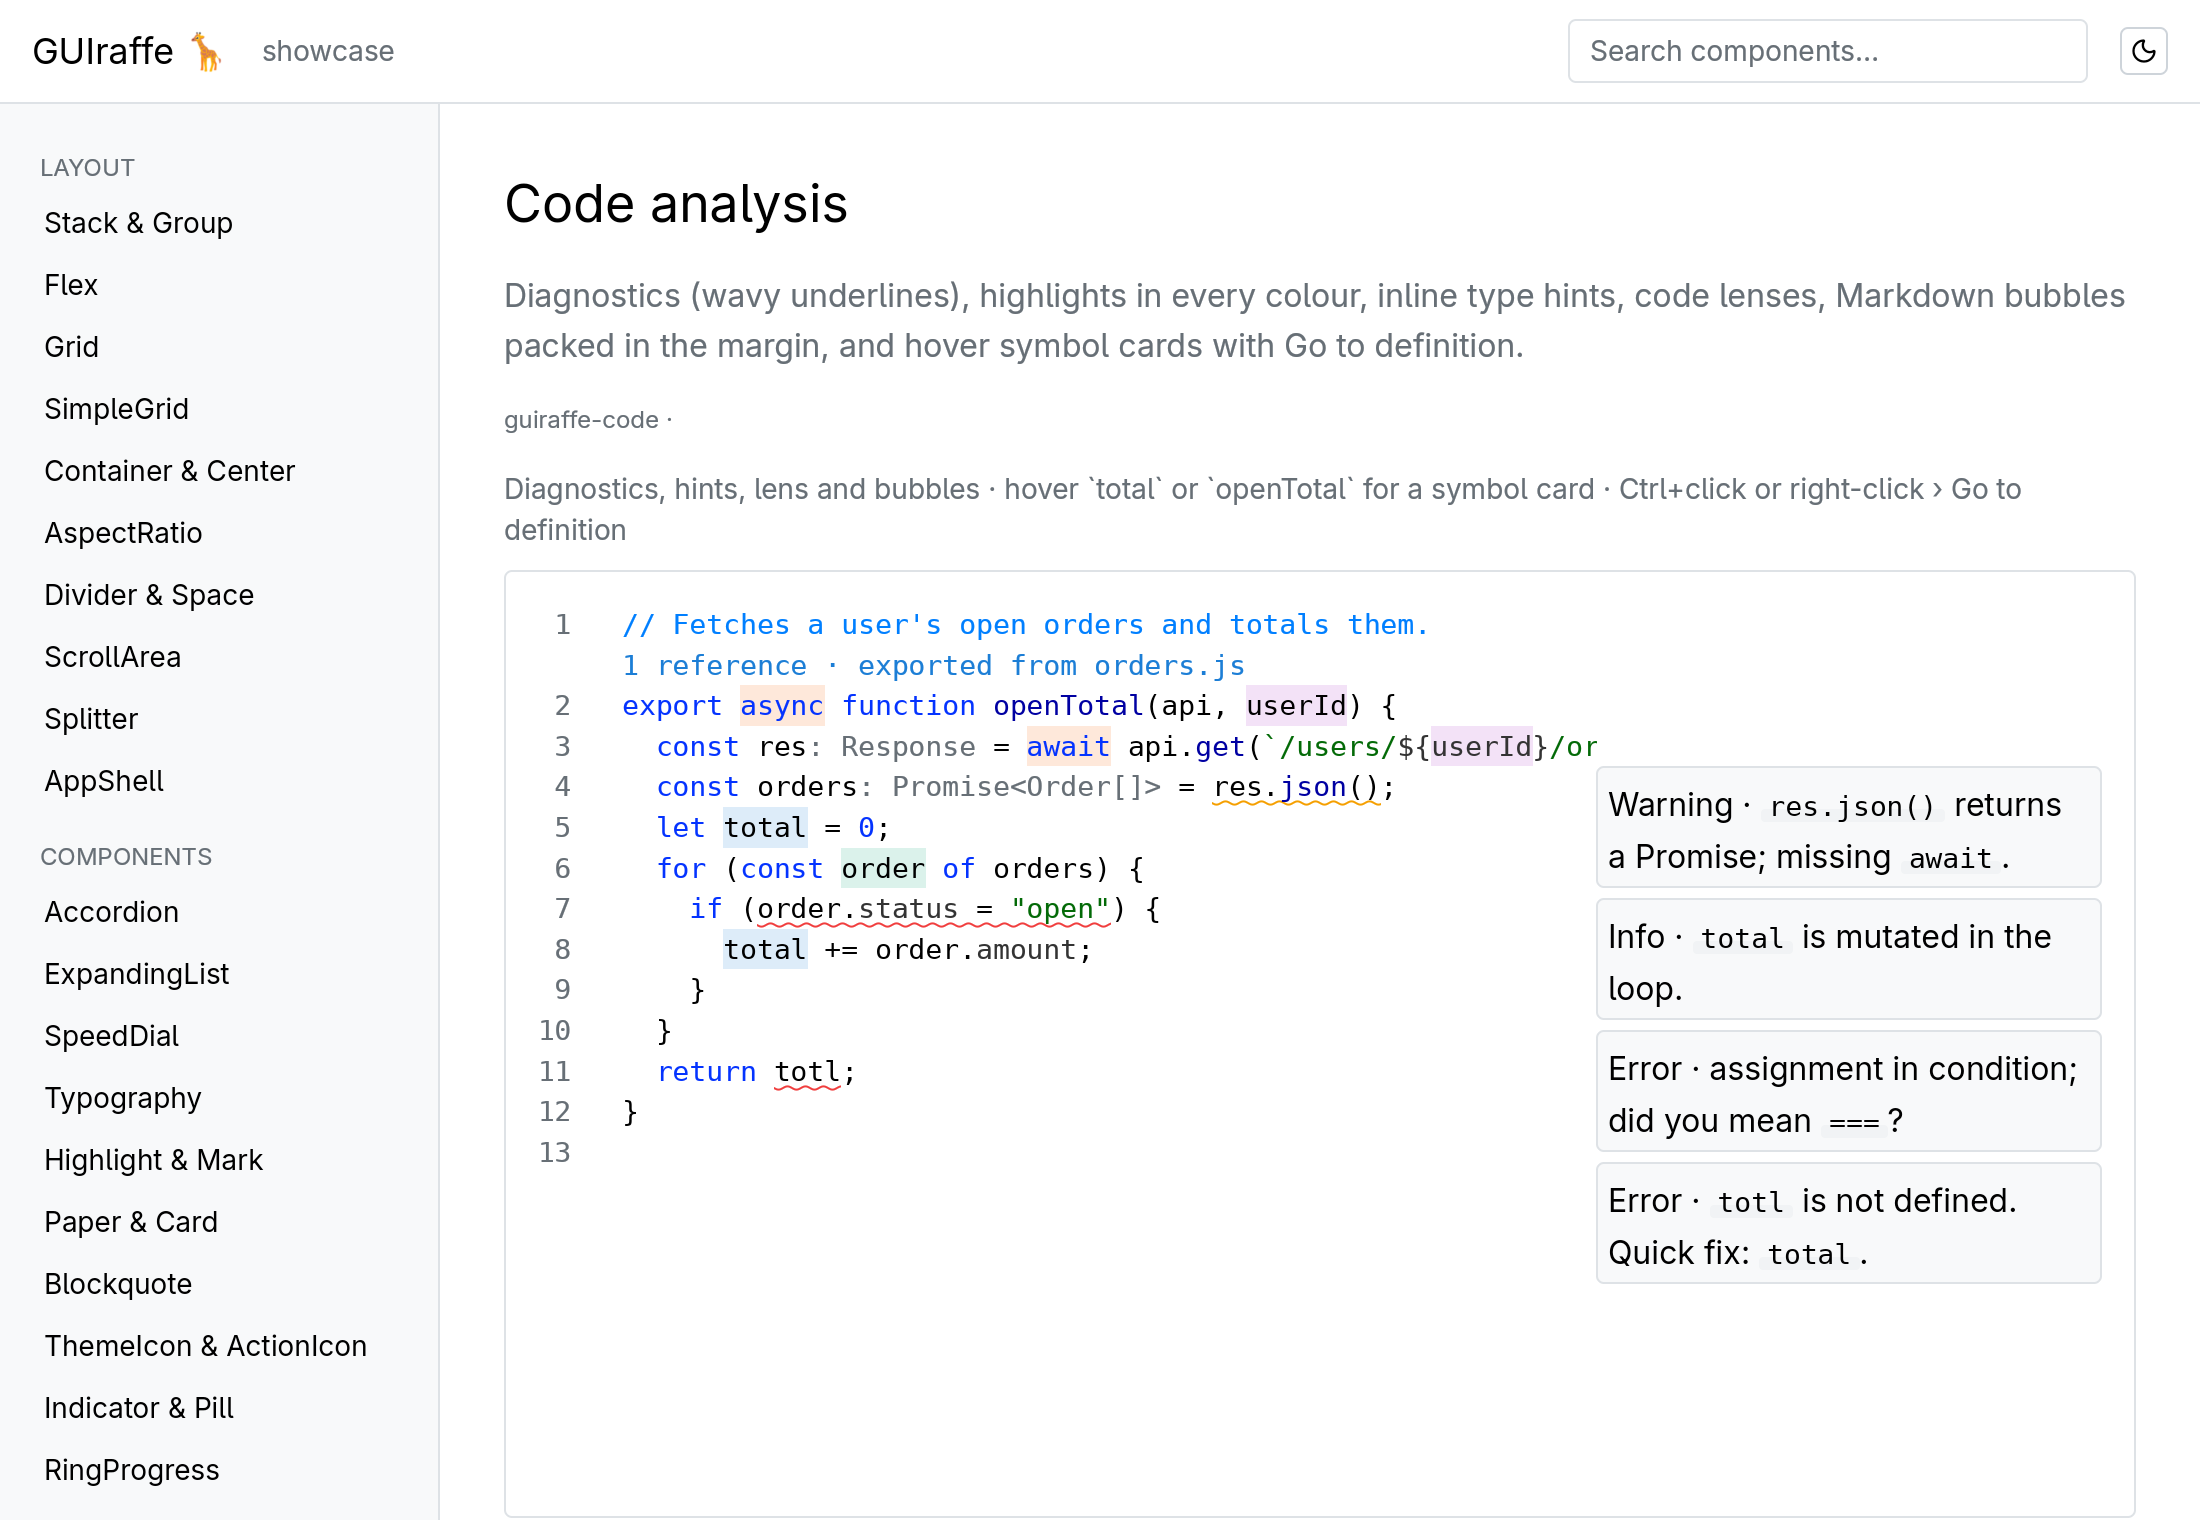 GUIraffe 🦒 showcase
Search components...
LAYOUT
Stack & Group
Flex
Grid
SimpleGrid
Container & Center
AspectRatio
Divider & Space
ScrollArea
Splitter
AppShell
COMPONENTS
Accordion
ExpandingList
SpeedDial
Typography
Highlight & Mark
Paper & Card
Blockquote
ThemeIcon & ActionIcon
Indicator & Pill
RingProgress
Code analysis
Diagnostics (wavy underlines), highlights in every colour, inline type hints, code lenses, Markdown bubbles
packed in the margin, and hover symbol cards with Go to definition.
guiraffe-code ·
Diagnostics, hints, lens and bubbles · hover `total` or `openTotal` for a symbol card · Ctrl+click or right-click › Go to
definition
1 // Fetches a user's open orders and totals them.
1 reference · exported from orders.js
2 export async function openTotal(api, userId) {
3   const res: Response = await api.get(`/users/${userId}/or
4   const orders: Promise<Order[]> = res.json();
5   let total = 0;
6   for (const order of orders) {
7     if (order.status = "open") {
8       total += order.amount;
9     }
10   }
11   return totl;
12 }
13
Warning · res.json() returns
a Promise; missing await.
Info · total is mutated in the
loop.
Error · assignment in condition;
did you mean ===?
Error · totl is not defined.
Quick fix: total.